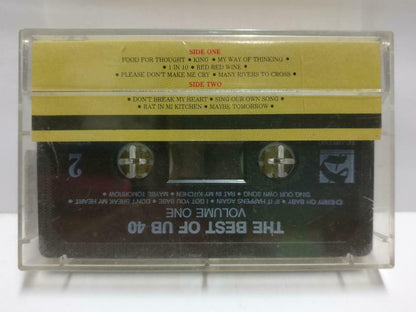 SIDE ONE
FOOD FOR THOUGHT • KING • MY WAY OF THINKING •
• 1 IN 10 • RED RED WINE •
• PLEASE DON'T MAKE ME CRY • MANY RIVERS TO CROSS •
SIDE TWO
• DON'T BREAK MY HEART • SING OUR OWN SONG •
• RAT IN MI KITCHEN • MAYBE TOMORROW •
2
THE BEST OF UB 40
VOLUME ONE
CHERRY OH BABY • IF IT HAPPENS AGAIN • I GOT YOU BABE • DON'T BREAK MY HEART •
SING OUR OWN SONG • RAT IN MY KITCHEN • MAYBE TOMORROW •